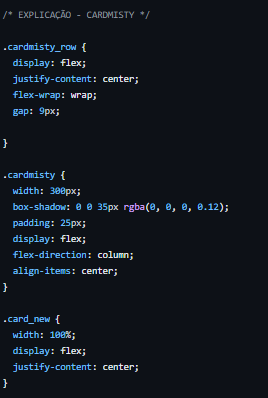 /* EXPLICAÇÃO - CARDMISTY */
.cardmisty_row {
display: flex;
justify-content: center;
flex-wrap: wrap;
gap: 9px;
}
.cardmisty {
width: 300px;
box-shadow: 0 0 35px rgba(0, 0, 0, 0.12);
padding: 25px;
display: flex;
flex-direction: column;
align-items: center;
}
.card_new {
width: 100%;
display: flex;
justify-content: center;
}